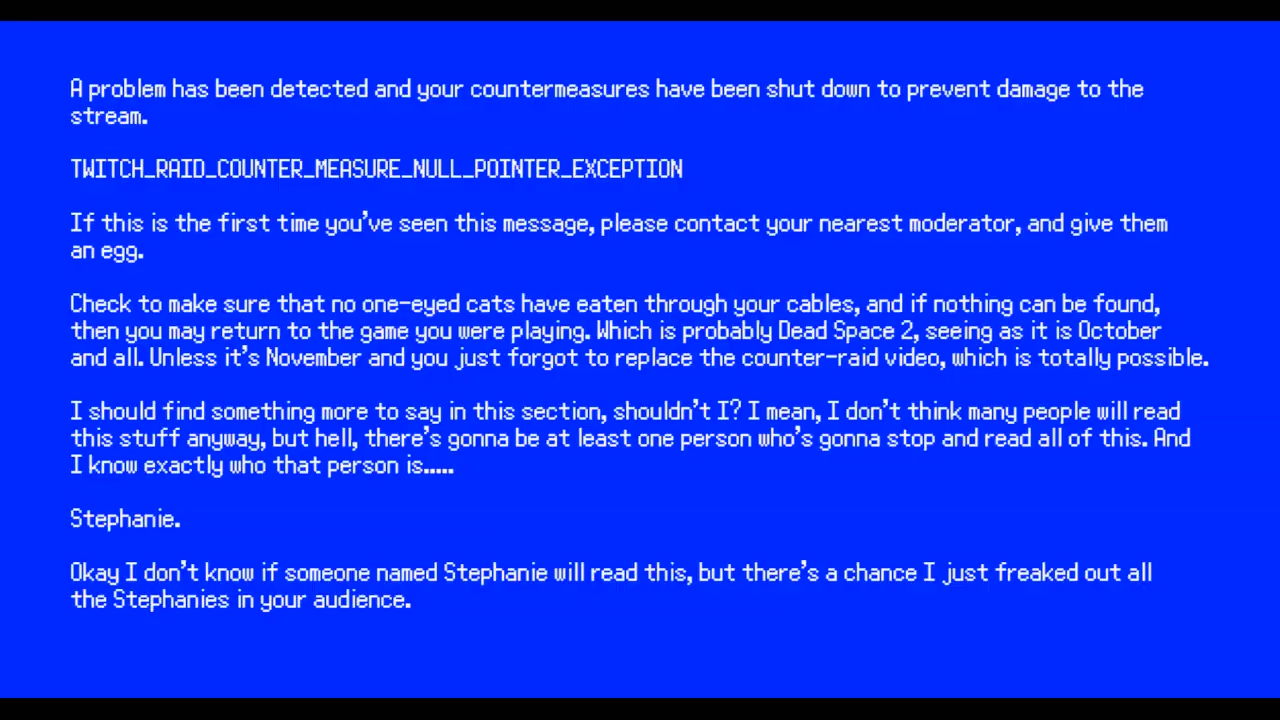 A problem has been detected and your countermeasures have been shut down to prevent damage to the
stream.
TWITCH_RAID_COUNTER_MEASURE_NULL_POINTER_EXCEPTION
If this is the first time you've seen this message, please contact your nearest moderator, and give them
an egg.
Check to make sure that no one-eyed cats have eaten through your cables, and if nothing can be found,
then you may return to the game you were playing. Which is probably Dead Space 2, seeing as it is October
and all. Unless it's November and you just forgot to replace the counter-raid video, which is totally possible.
I should find something more to say in this section, shouldn't I? I mean, I don't think many people will read
this stuff anyway, but hell, there's gonna be at least one person who's gonna stop and read all of this. And
I know exactly who that person is.....
Stephanie.
Okay I don't know if someone named Stephanie will read this, but there's a chance I just freaked out all
the Stephanies in your audience.